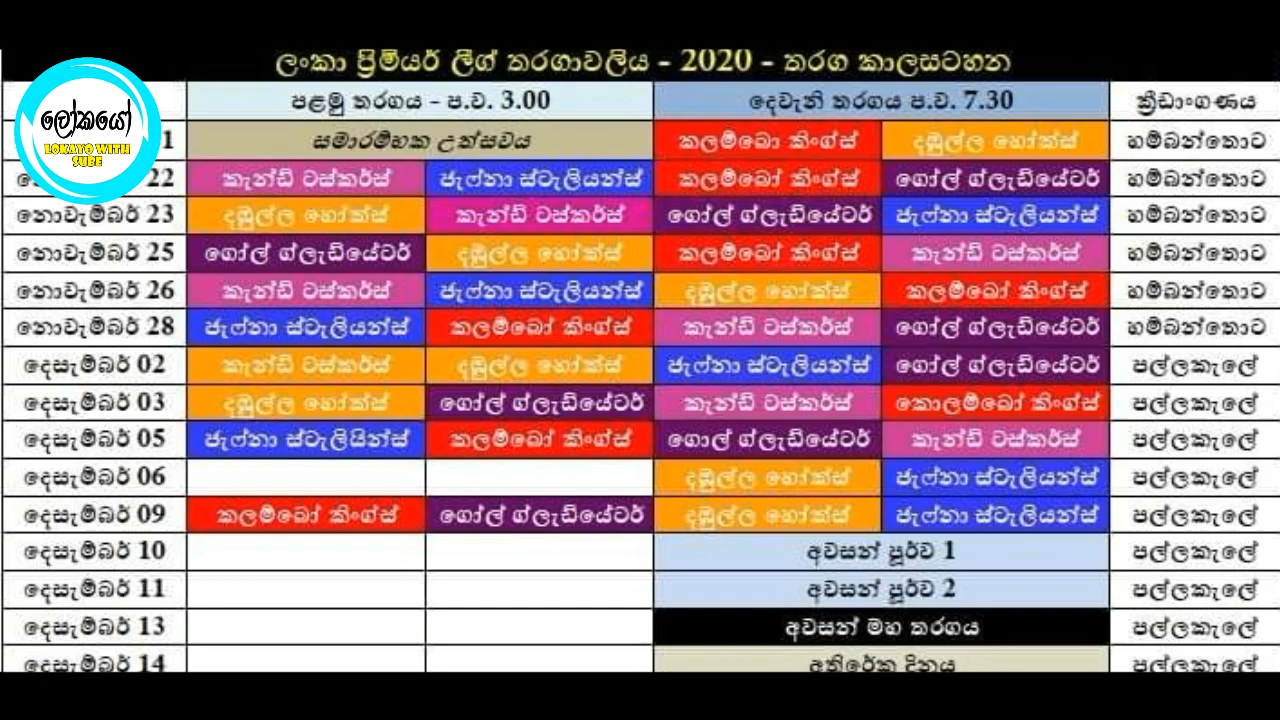 ලංකා ප්‍රිමියර් ලීග් තරගාවලිය - 2020 - තරග කාලසටහන
පළමු තරගය - ප.ව. 3.00 දෙවැනි තරගය ප.ව. 7.30 ක්‍රීඩාංගණය
ලෝකයෝ
LOKAYO WITH
SUBE
1 සමාරම්භක උත්සවය කලම්බො කිංග්ස් දඹුල්ල හෝක්ස් හම්බන්තොට
22 කැන්ඩි ටස්කර්ස් ජැෆ්නා ස්ටැලියන්ස් කලම්බෝ කිංග්ස් ගෝල් ග්ලැඩියේටර් හම්බන්තොට
නොවැම්බර් 23 දඹුල්ල හෝක්ස් කැන්ඩි ටස්කර්ස් ගෝල් ග්ලැඩියේටර් ජැෆ්නා ස්ටැලියන්ස් හම්බන්තොට
නොවැම්බර් 25 ගෝල් ග්ලැඩියේටර් දඹුල්ල හෝක්ස් කලම්බෝ කිංග්ස් කැන්ඩි ටස්කර්ස් හම්බන්තොට
නොවැම්බර් 26 කැන්ඩි ටස්කර්ස් ජැෆ්නා ස්ටැලියන්ස් දඹුල්ල හෝක්ස් කලම්බෝ කිංග්ස් හම්බන්තොට
නොවැම්බර් 28 ජැෆ්නා ස්ටැලියන්ස් කලම්බෝ කිංග්ස් කැන්ඩි ටස්කර්ස් ගෝල් ග්ලැඩියේටර් හම්බන්තොට
දෙසැම්බර් 02 කැන්ඩි ටස්කර්ස් දඹුල්ල හෝක්ස් ජැෆ්නා ස්ටැලියන්ස් ගෝල් ග්ලැඩියේටර් පල්ලකැලේ
දෙසැම්බර් 03 දඹුල්ල හෝක්ස් ගෝල් ග්ලැඩියේටර් කැන්ඩි ටස්කර්ස් කොලම්බෝ කිංග්ස් පල්ලකැලේ
දෙසැම්බර් 05 ජැෆ්නා ස්ටැලියින්ස් කලම්බෝ කිංග්ස් ගොල් ග්ලැඩියේටර් කැන්ඩි ටස්කර්ස් පල්ලකැලේ
දෙසැම්බර් 06 දඹුල්ල හෝක්ස් ජැෆ්නා ස්ටැලියන්ස් පල්ලකැලේ
දෙසැම්බර් 09 කලම්බෝ කිංග්ස් ගෝල් ග්ලැඩියේටර් දඹුල්ල හෝක්ස් ජැෆ්නා ස්ටැලියන්ස් පල්ලකැලේ
දෙසැම්බර් 10 අවසන් පූර්ව 1 පල්ලකැලේ
දෙසැම්බර් 11 අවසන් පූර්ව 2 පල්ලකැලේ
දෙසැම්බර් 13 අවසන් මහ තරගය පල්ලකැලේ
දෙසැම්බර් 14 අතිරේක දිනය පල්ලකැලේ